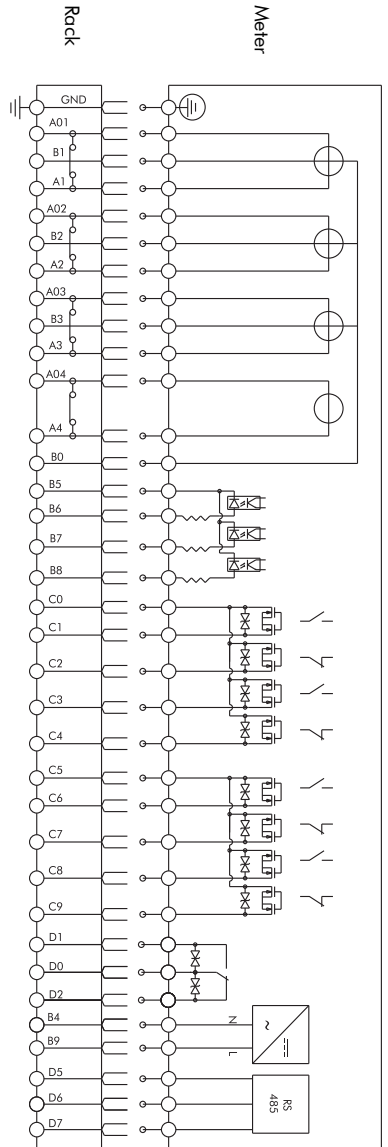 Rack
Meter
GND
A01
B1
A1
A02
B2
A2
A03
B3
A3
A04
A4
B0
B5
B6
B7
B8
C0
C1
C2
C3
C4
C5
C6
C7
C8
C9
D1
D0
D2
B4
N
B9
L
D5
RS
485
D6
D7